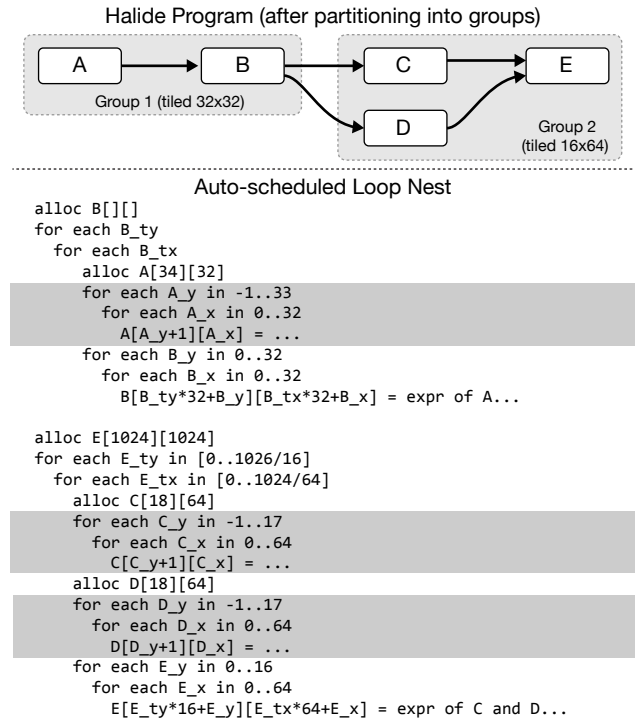 Halide Program (after partitioning into groups)
A
B
C
E
D
Group 1 (tiled 32x32)
Group 2
(tiled 16x64)
Auto-scheduled Loop Nest
alloc B[][]
for each B_ty
for each B_tx
alloc A[34][32]
for each A_y in -1..33
for each A_x in 0..32
A[A_y+1][A_x] = ...
for each B_y in 0..32
for each B_x in 0..32
B[B_ty*32+B_y][B_tx*32+B_x] = expr of A...
alloc E[1024][1024]
for each E_ty in [0..1026/16]
for each E_tx in [0..1024/64]
alloc C[18][64]
for each C_y in -1..17
for each C_x in 0..64
C[C_y+1][C_x] = ...
alloc D[18][64]
for each D_y in -1..17
for each D_x in 0..64
D[D_y+1][D_x] = ...
for each E_y in 0..16
for each E_x in 0..64
E[E_ty*16+E_y][E_tx*64+E_x] = expr of C and D...